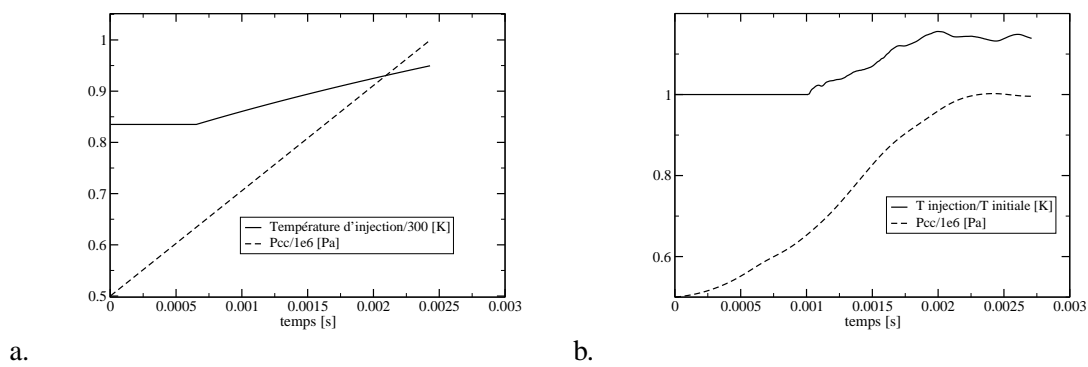 1
0.9
0.8
0.7
0.6
0.5
0 0.0005 0.001 0.0015 0.002 0.0025 0.003
temps [s]
Température d'injection/300 [K]
Pcc/1e6 [Pa]
a.
1
0.8
0.6
0 0.0005 0.001 0.0015 0.002 0.0025 0.003
temps [s]
T injection/T initiale [K]
Pcc/1e6 [Pa]
b.